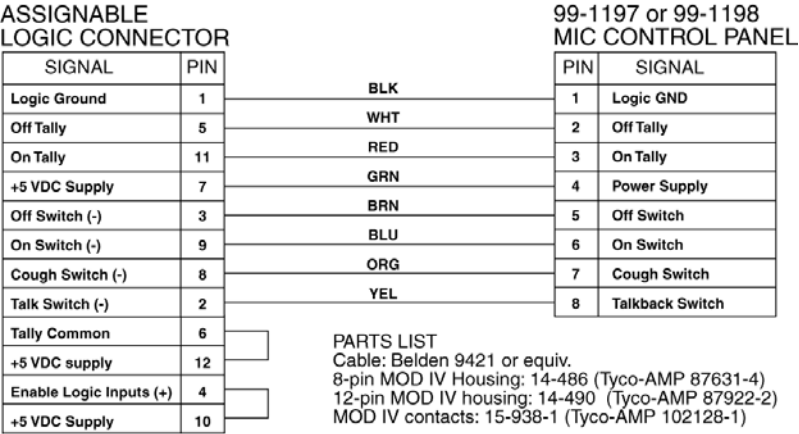 ASSIGNABLE
LOGIC CONNECTOR
99-1197 or 99-1198
MIC CONTROL PANEL
SIGNAL PIN
PIN SIGNAL
Logic Ground 1 BLK 1 Logic GND
Off Tally 5 WHT 2 Off Tally
On Tally 11 RED 3 On Tally
+5 VDC Supply 7 GRN 4 Power Supply
Off Switch (-) 3 BRN 5 Off Switch
On Switch (-) 9 BLU 6 On Switch
Cough Switch (-) 8 ORG 7 Cough Switch
Talk Switch (-) 2 YEL 8 Talkback Switch
Tally Common 6
+5 VDC supply 12
Enable Logic Inputs (+) 4
+5 VDC Supply 10
PARTS LIST
Cable: Belden 9421 or equiv.
8-pin MOD IV Housing: 14-486 (Tyco-AMP 87631-4)
12-pin MOD IV housing: 14-490 (Tyco-AMP 87922-2)
MOD IV contacts: 15-938-1 (Tyco-AMP 102128-1)